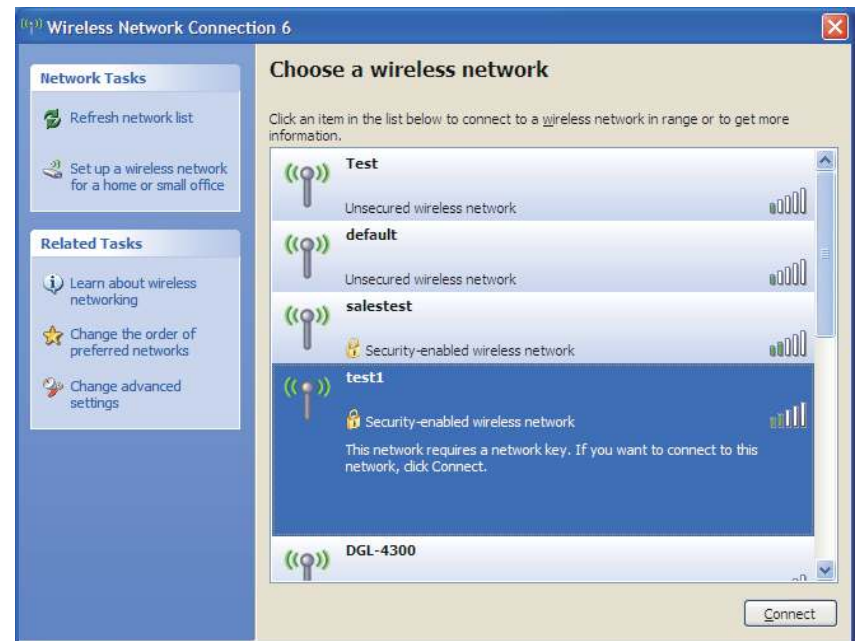 Wireless Network Connection 6
Network Tasks
Refresh network list
Set up a wireless network
for a home or small office
Related Tasks
Learn about wireless
networking
Change the order of
preferred networks
Change advanced
settings
Choose a wireless network
Click an item in the list below to connect to a wireless network in range or to get more
information.
Test
Unsecured wireless network
default
Unsecured wireless network
salestest
Security-enabled wireless network
test1
Security-enabled wireless network
This network requires a network key. If you want to connect to this
network, click Connect.
DGL-4300
Connect